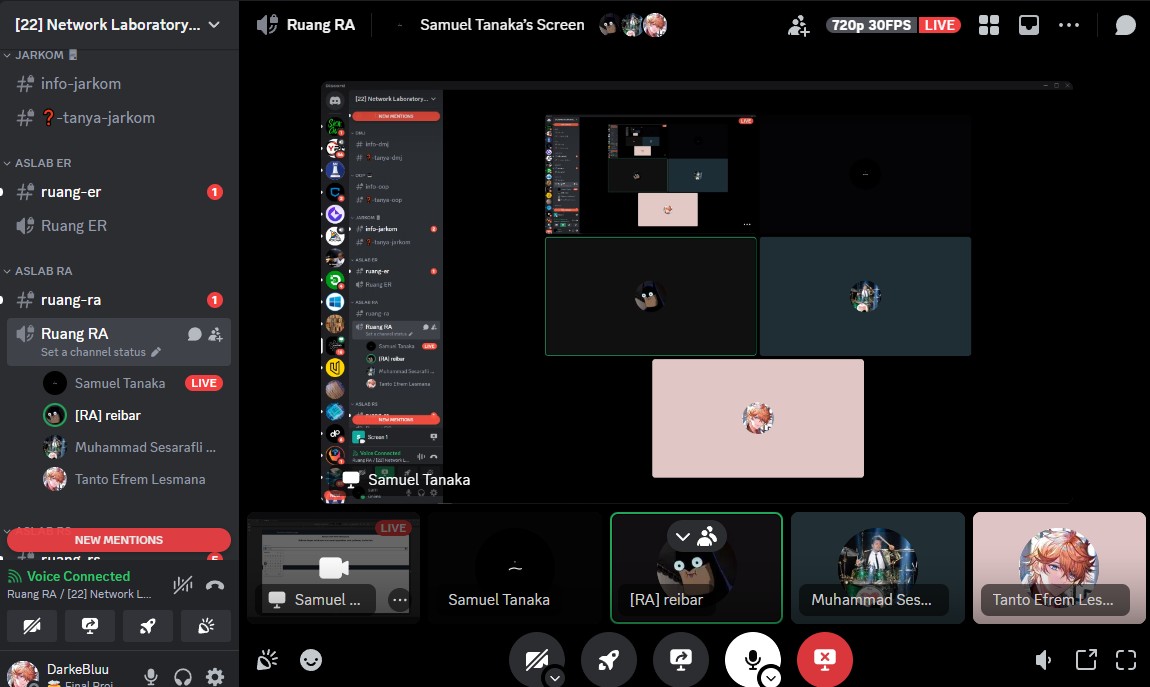 [22] Network Laboratory...
JARKOM
info-jarkom
❓-tanya-jarkom
ASLAB ER
ruang-er
1
Ruang ER
ASLAB RA
ruang-ra
1
Ruang RA
Set a channel status
Samuel Tanaka
LIVE
[RA] reibar
Muhammad Sesarafli ...
Tanto Efrem Lesmana
NEW MENTIONS
Voice Connected
Ruang RA / [22] Network L...
DarkeBluu
Final Proj
Ruang RA
Samuel Tanaka's Screen
720p 30FPS
LIVE
[22] Network Laboratory...
NEW MENTIONS
info-dmj
❓-tanya-dmj
info-oop
❓-tanya-oop
JARKOM
info-jarkom
❓-tanya-jarkom
ASLAB ER
ruang-er
Ruang ER
ASLAB RA
ruang-ra
Ruang RA
Set a channel status
Samuel Tanaka
LIVE
[RA] reibar
Muhammad Sesarafli ...
Tanto Efrem Lesmana
ASLAB RS
NEW MENTIONS
Screen 1
Voice Connected
Ruang RA / [22] Network L...
LIVE
Samuel Tanaka
LIVE
Samuel ...
Samuel Tanaka
[RA] reibar
Muhammad Ses...
Tanto Efrem Les...